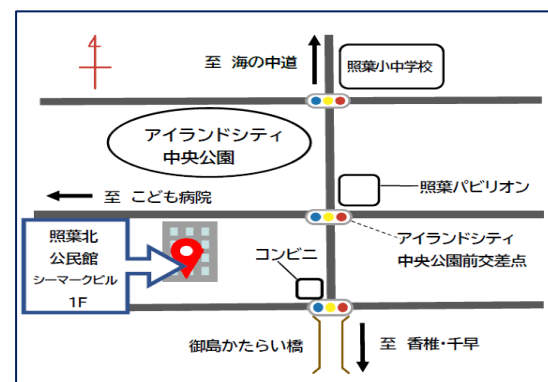 至 海の中道
照葉小中学校
アイランドシティ
中央公園
照葉パビリオン
至 こども病院
アイランドシティ
中央公園前交差点
照葉北
公民館
シーマークビル
1F
コンビニ
御島かたらい橋
至 香椎・千早